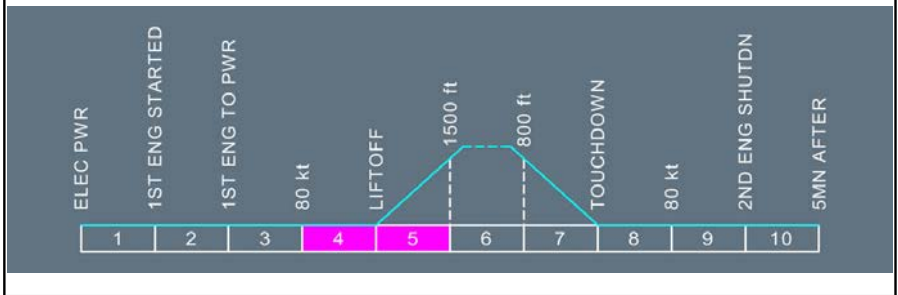 ELEC PWR
1ST ENG STARTED
1ST ENG TO PWR
80 kt
LIFTOFF
1500 ft
800 ft
TOUCHDOWN
80 kt
2ND ENG SHUTDN
5MN AFTER
1 2 3 4 5 6 7 8 9 10